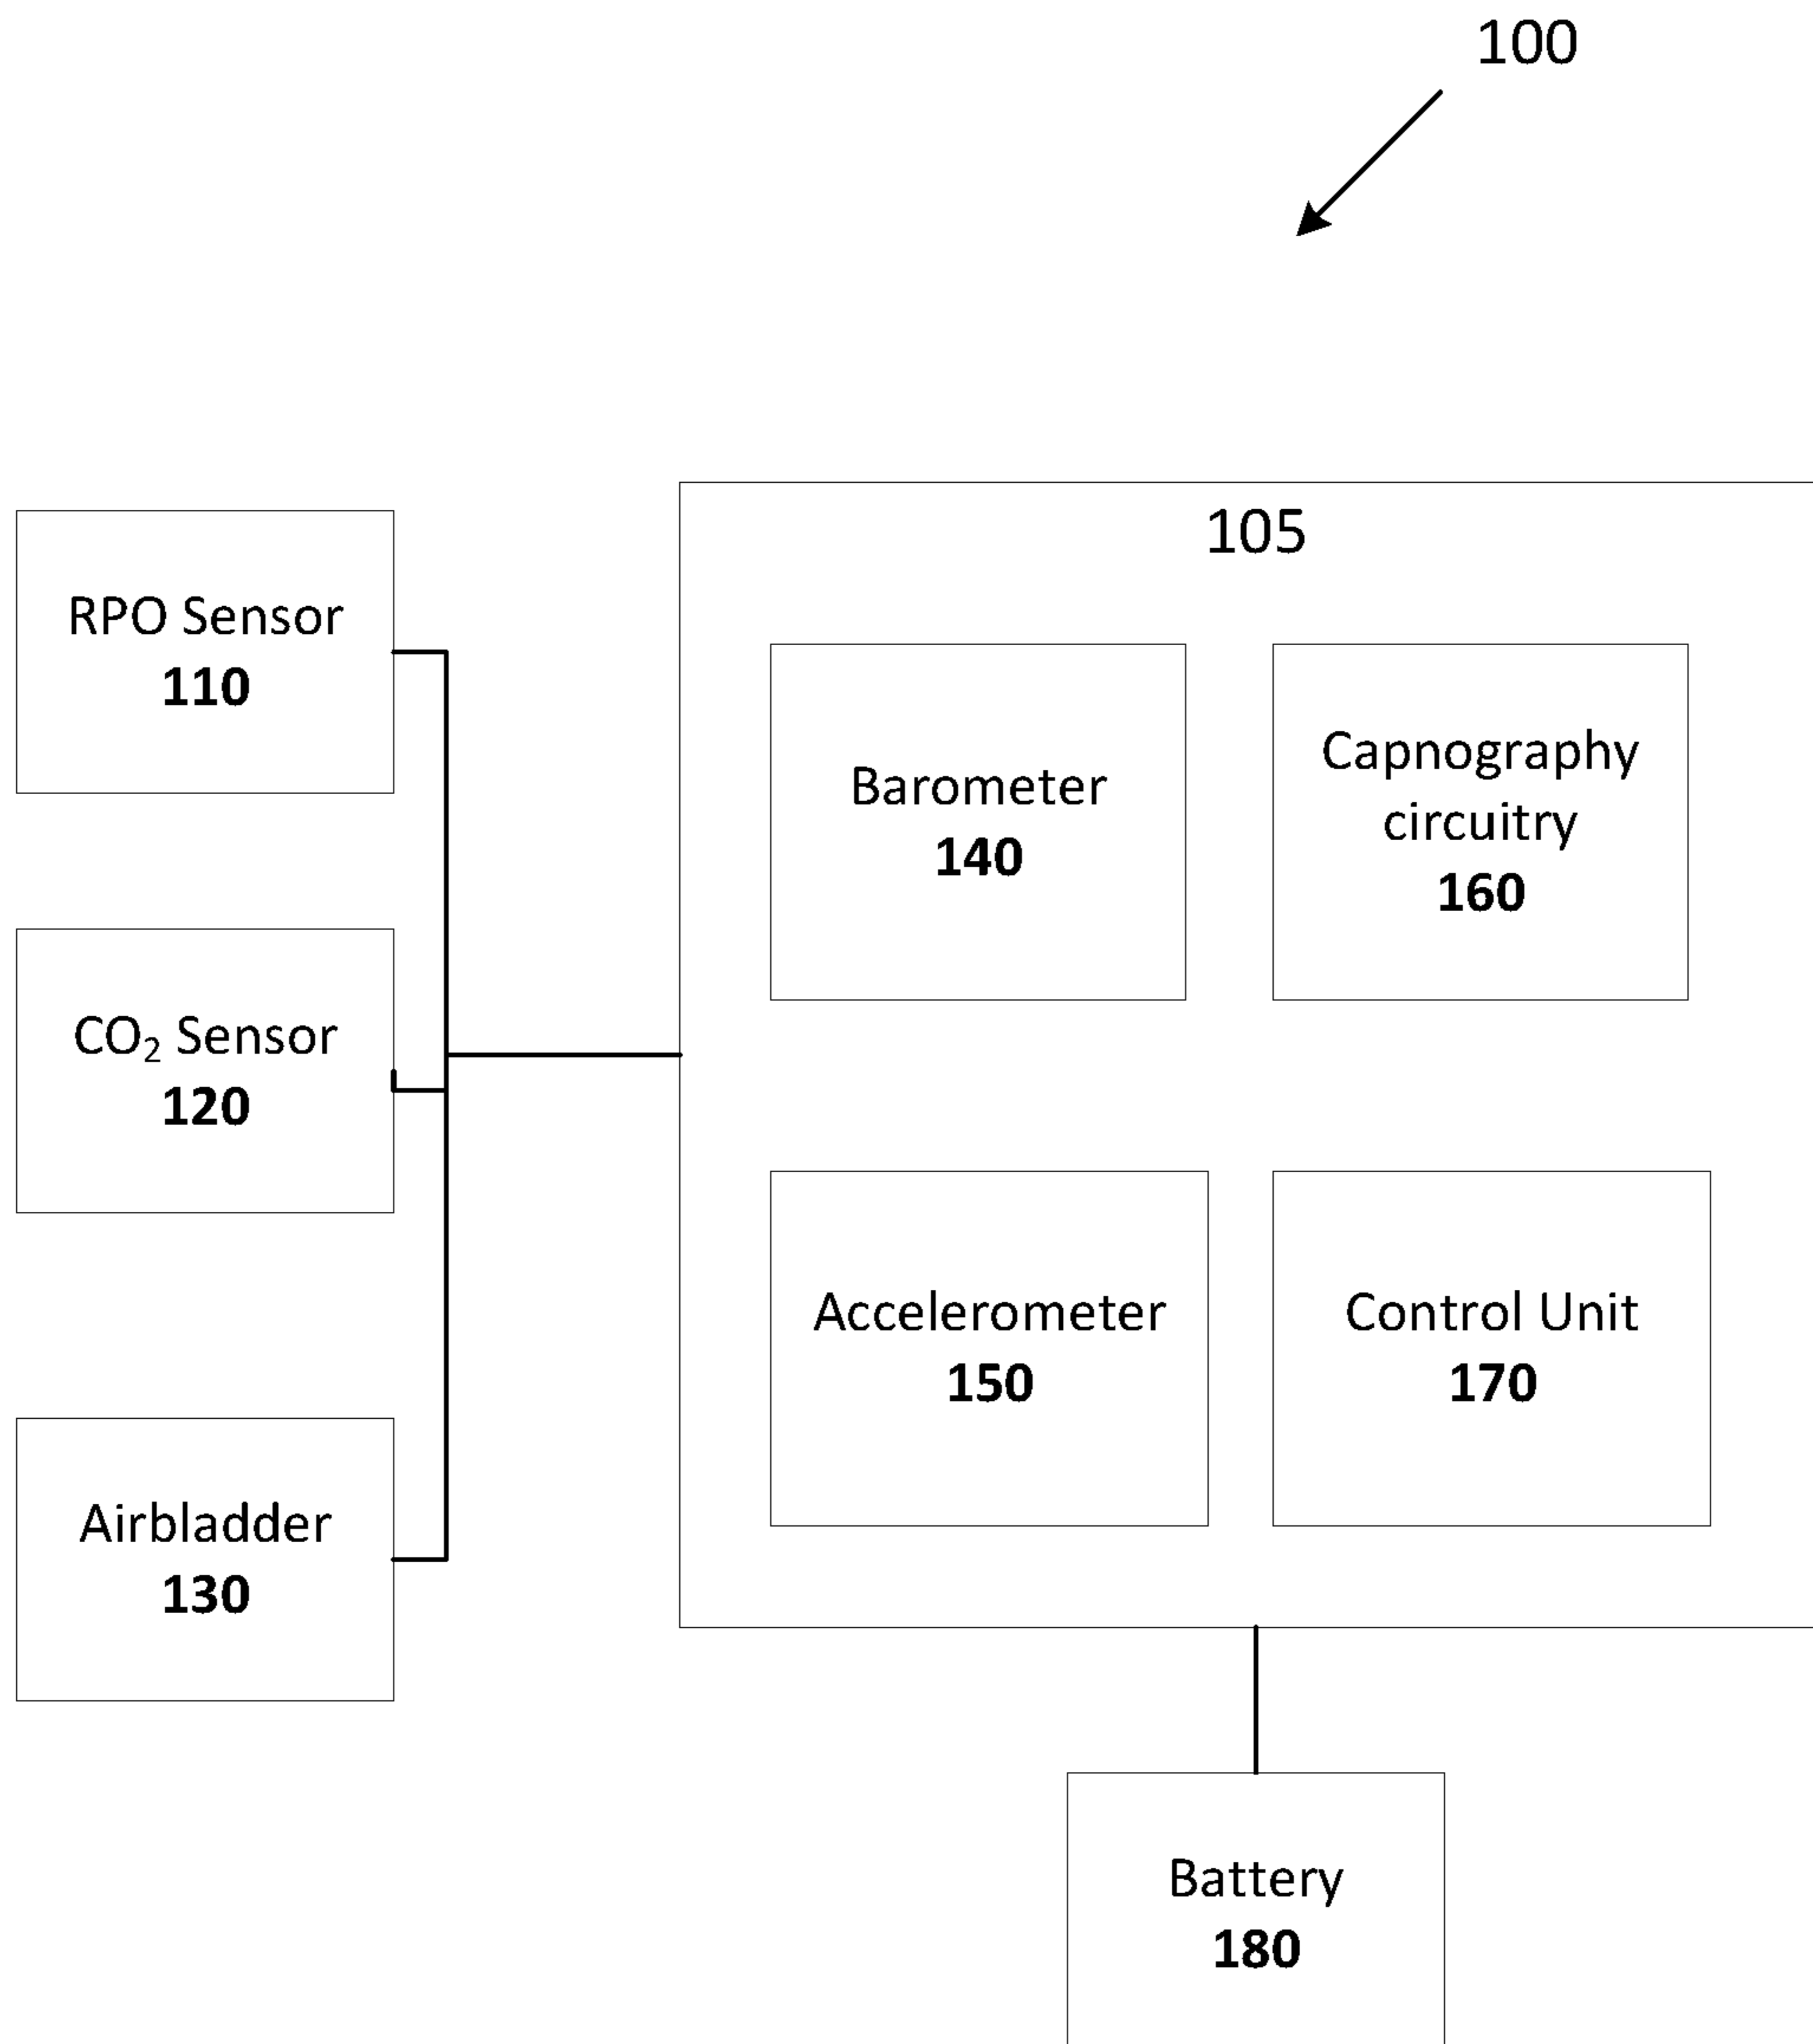 100
105
RPO Sensor
110
Barometer
140
Capnography
circuitry
160
CO₂ Sensor
120
Accelerometer
150
Control Unit
170
Airbladder
130
Battery
180